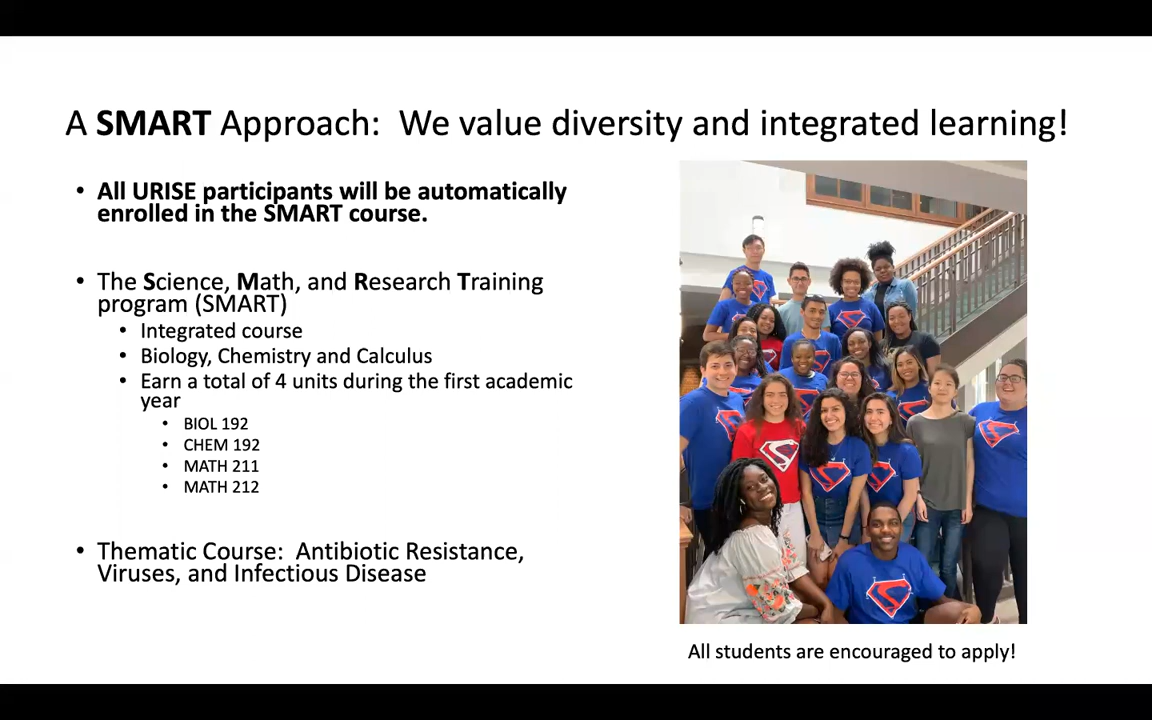 A SMART Approach:  We value diversity and integrated learning!
• All URISE participants will be automatically
enrolled in the SMART course.
• The Science, Math, and Research Training
program (SMART)
• Integrated course
• Biology, Chemistry and Calculus
• Earn a total of 4 units during the first academic
year
• BIOL 192
• CHEM 192
• MATH 211
• MATH 212
• Thematic Course:  Antibiotic Resistance,
Viruses, and Infectious Disease
All students are encouraged to apply!